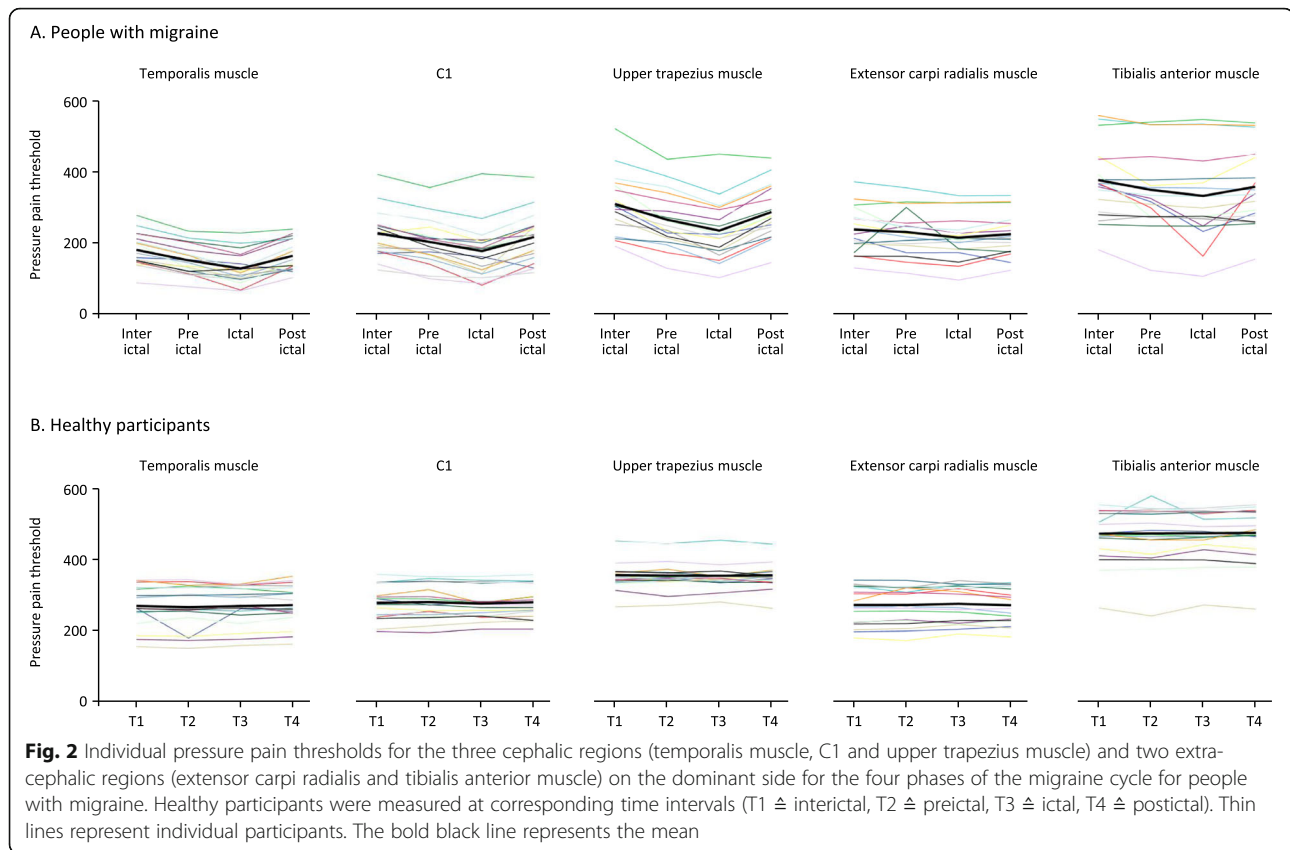 A. People with migraine
Temporalis muscle
C1
Upper trapezius muscle
Extensor carpi radialis muscle
Tibialis anterior muscle
Pressure pain threshold
600
400
200
0
Inter ictal
Pre ictal
Ictal
Post ictal
Inter ictal
Pre ictal
Ictal
Post ictal
Inter ictal
Pre ictal
Ictal
Post ictal
Inter ictal
Pre ictal
Ictal
Post ictal
Inter ictal
Pre ictal
Ictal
Post ictal
B. Healthy participants
Temporalis muscle
C1
Upper trapezius muscle
Extensor carpi radialis muscle
Tibialis anterior muscle
Pressure pain threshold
600
400
200
0
T1 T2 T3 T4
T1 T2 T3 T4
T1 T2 T3 T4
T1 T2 T3 T4
T1 T2 T3 T4
Fig. 2 Individual pressure pain thresholds for the three cephalic regions (temporalis muscle, C1 and upper trapezius muscle) and two extra-
cephalic regions (extensor carpi radialis and tibialis anterior muscle) on the dominant side for the four phases of the migraine cycle for people
with migraine. Healthy participants were measured at corresponding time intervals (T1 ≙ interictal, T2 ≙ preictal, T3 ≙ ictal, T4 ≙ postictal). Thin
lines represent individual participants. The bold black line represents the mean